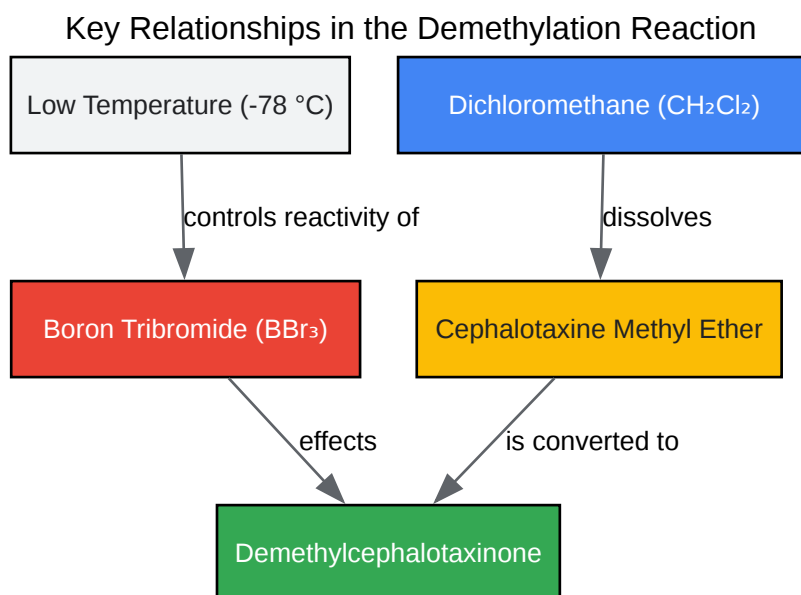 Key Relationships in the Demethylation Reaction
Low Temperature (-78 °C)
Dichloromethane (CH₂Cl₂)
controls reactivity of
dissolves
Boron Tribromide (BBr₃)
Cephalotaxine Methyl Ether
effects
is converted to
Demethylcephalotaxinone